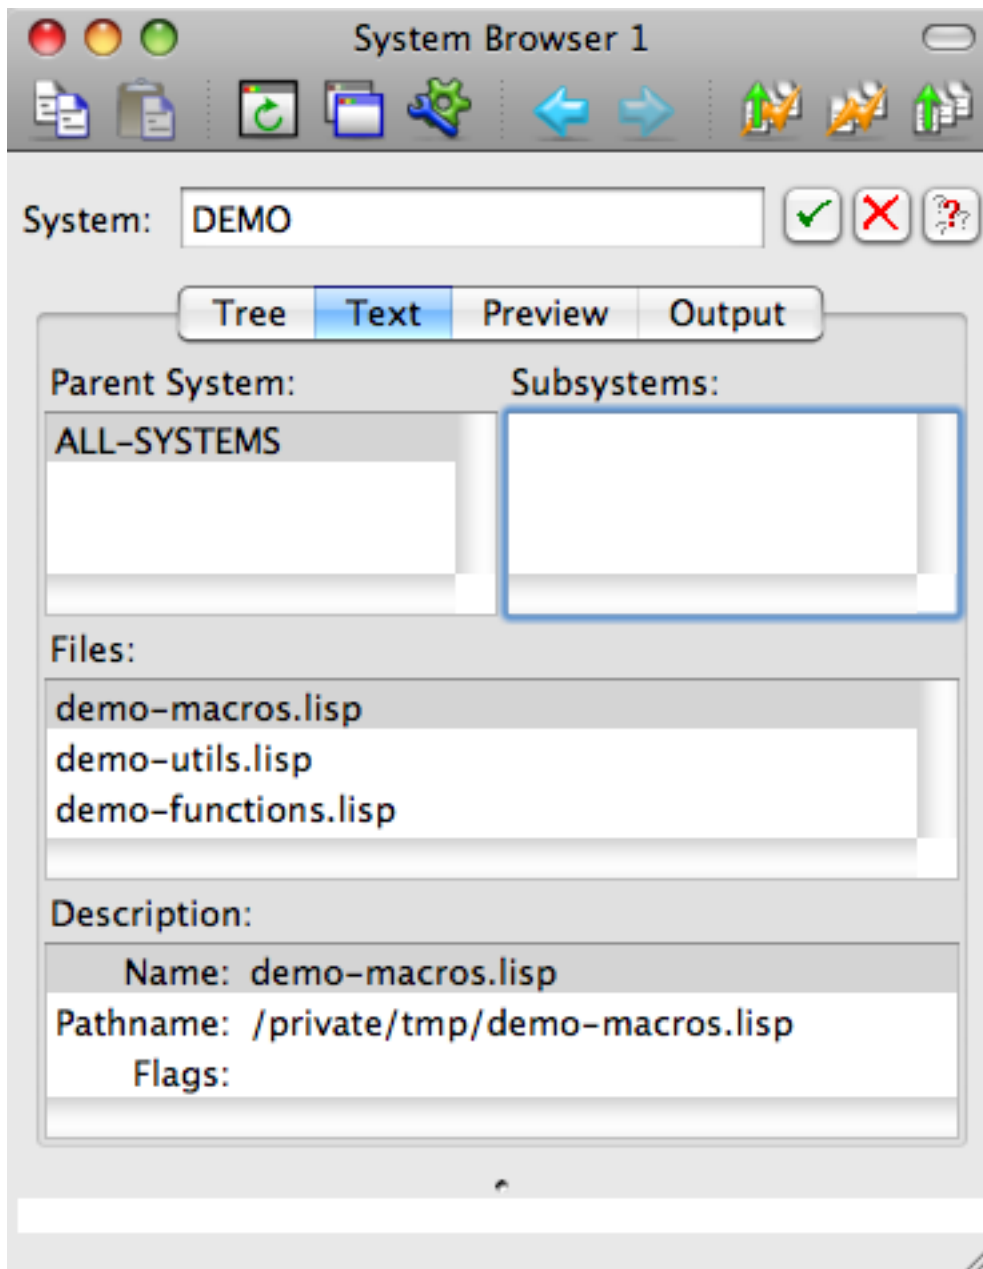 System Browser 1
System: DEMO
Tree Text Preview Output
Parent System: Subsystems:
ALL-SYSTEMS
Files:
demo-macros.lisp
demo-utils.lisp
demo-functions.lisp
Description:
Name: demo-macros.lisp
Pathname: /private/tmp/demo-macros.lisp
Flags: